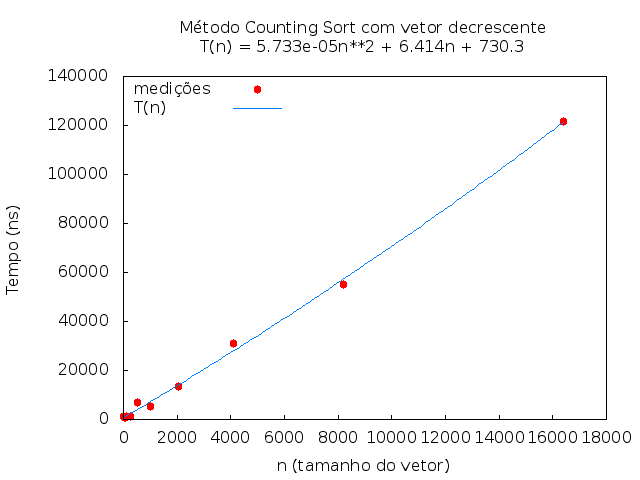 Método Counting Sort com vetor decrescente
T(n) = 5.733e-05n**2 + 6.414n + 730.3
medições
T(n)
140000
120000
100000
80000
60000
40000
20000
0
Tempo (ns)
0 2000 4000 6000 8000 10000 12000 14000 16000 18000
n (tamanho do vetor)